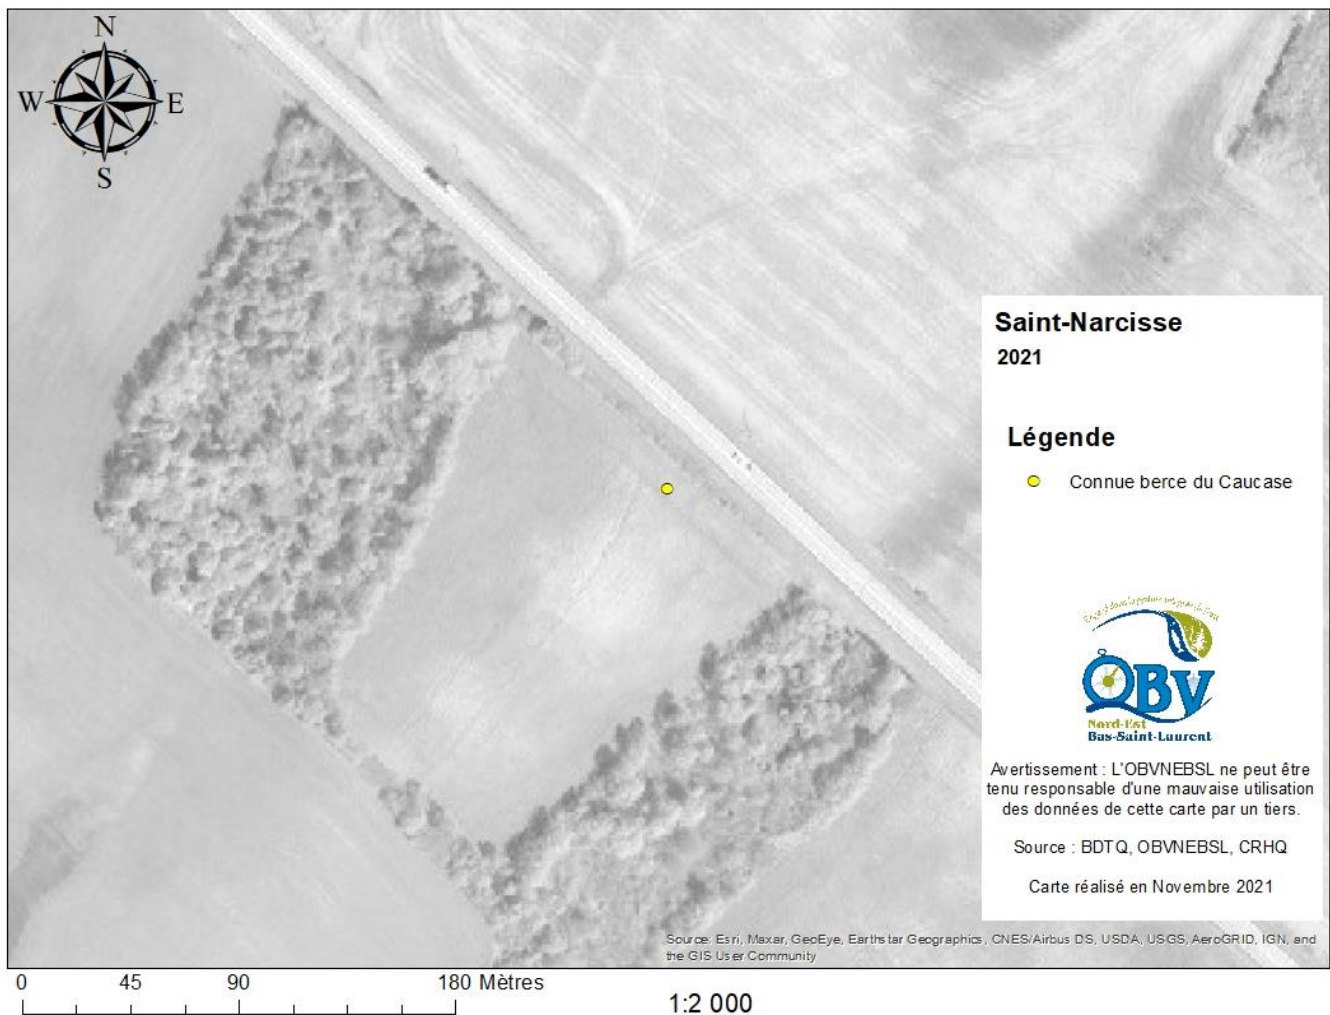 N
W
E
S
Saint-Narcisse
2021
Légende
Connue berce du Caucase
OBV
Nord-Est
Bas-Saint-Laurent
Avertissement : L'OBVNEBSL ne peut être
tenu responsable d'une mauvaise utilisation
des données de cette carte par un tiers.
Source : BDTQ, OBVNEBSL, CRHQ
Carte réalisé en Novembre 2021
Source: Esri, Maxar, GeoEye, Earthstar Geographics, CNES/Airbus DS, USDA, USGS, AeroGRID, IGN, and
the GIS User Community
0 45 90 180 Mètres
1:2 000